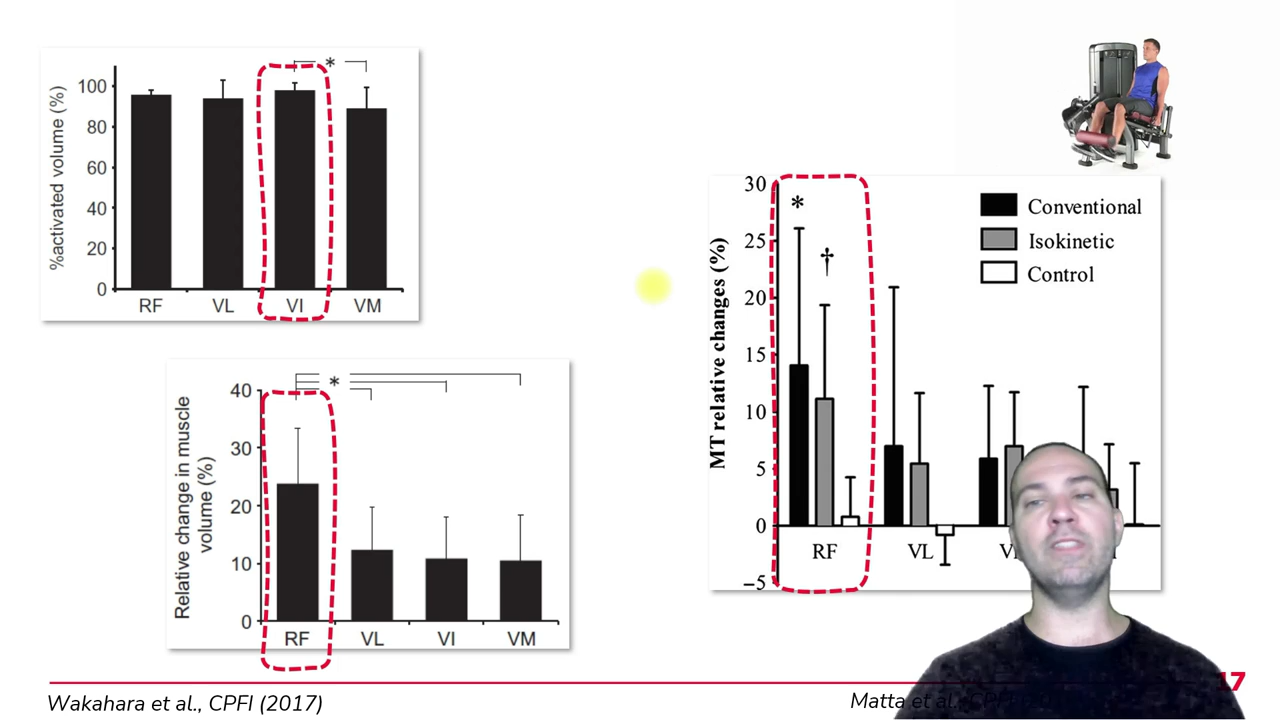 %activated volume (%)
100
80
60
40
20
0
*
RF VL VI VM
Relative change in muscle
volume (%)
40
30
20
10
0
*
RF VL VI VM
MT relative changes (%)
30
25
20
15
10
5
0
−5
*
†
Conventional
Isokinetic
Control
RF VL
17
Wakahara et al., CPFI (2017)
Matta et al., CPFI